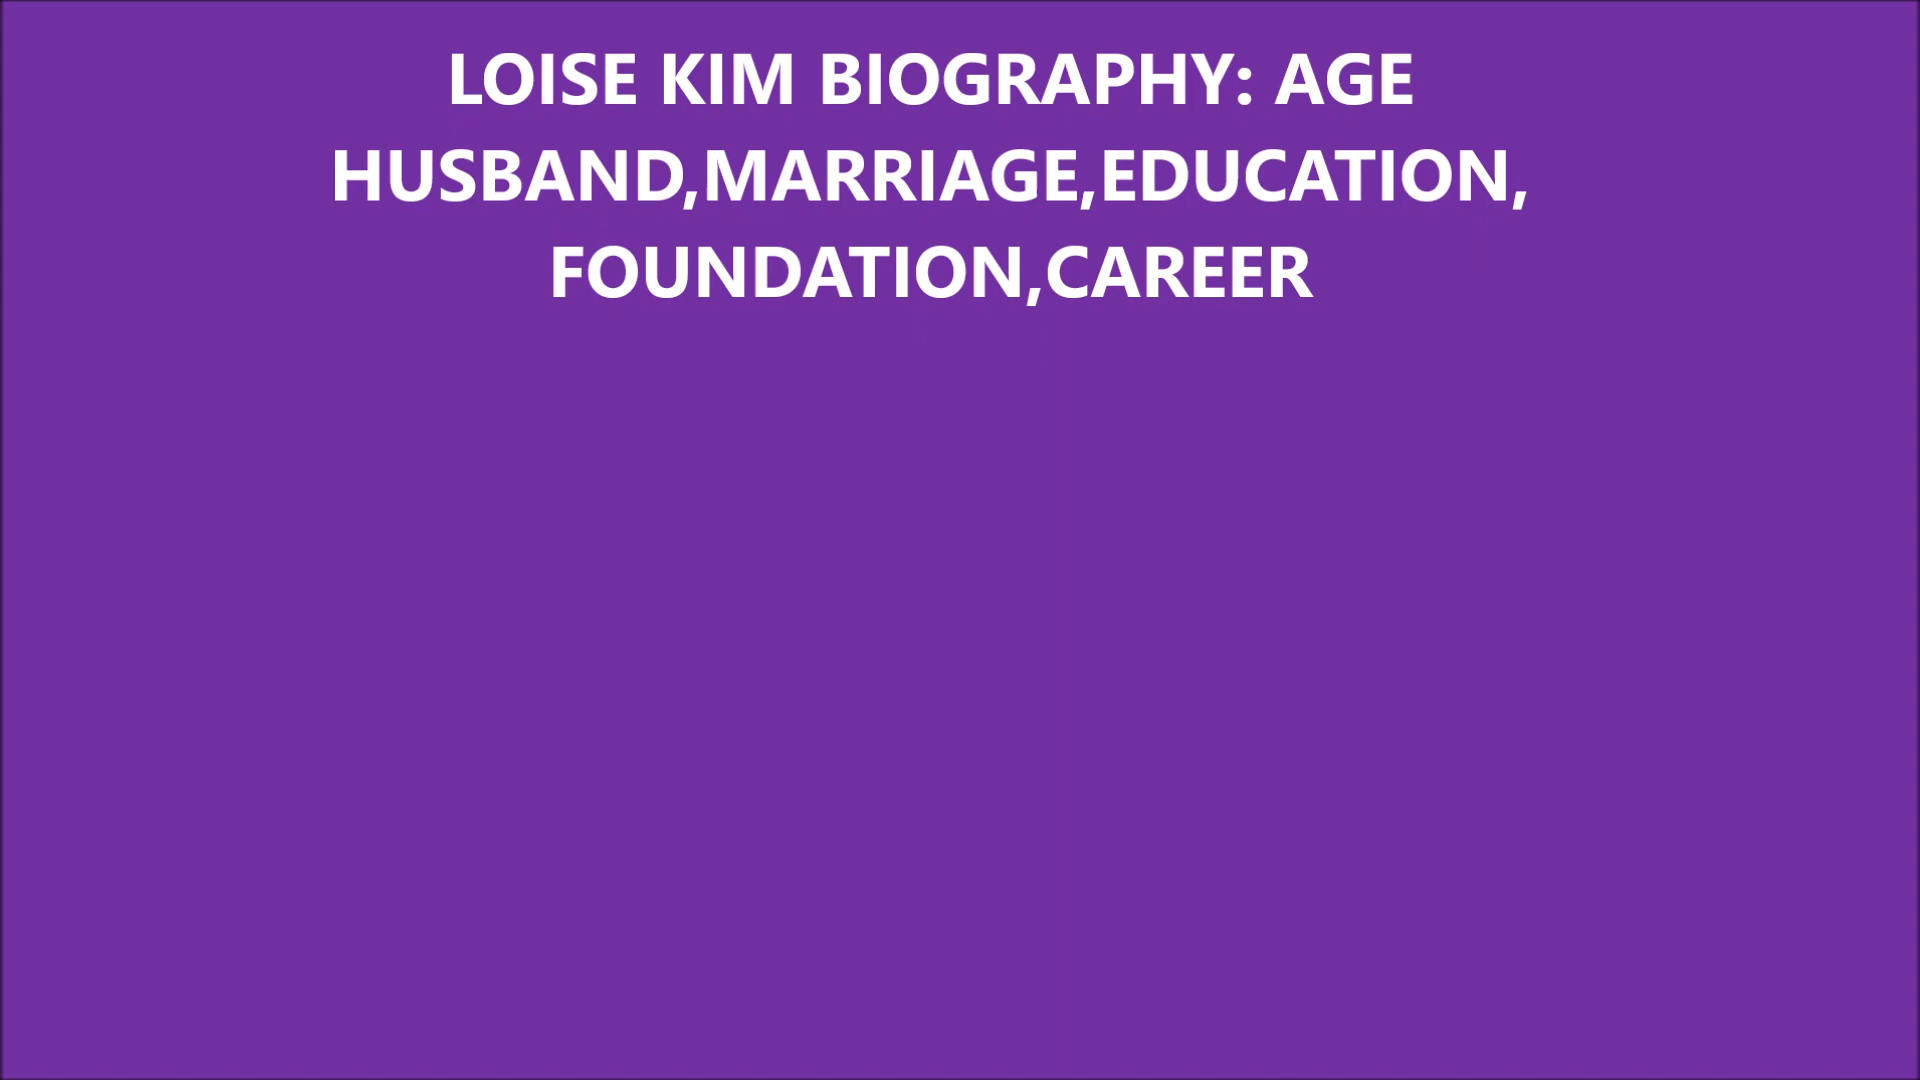 LOISE KIM BIOGRAPHY: AGE
HUSBAND,MARRIAGE,EDUCATION,
FOUNDATION,CAREER